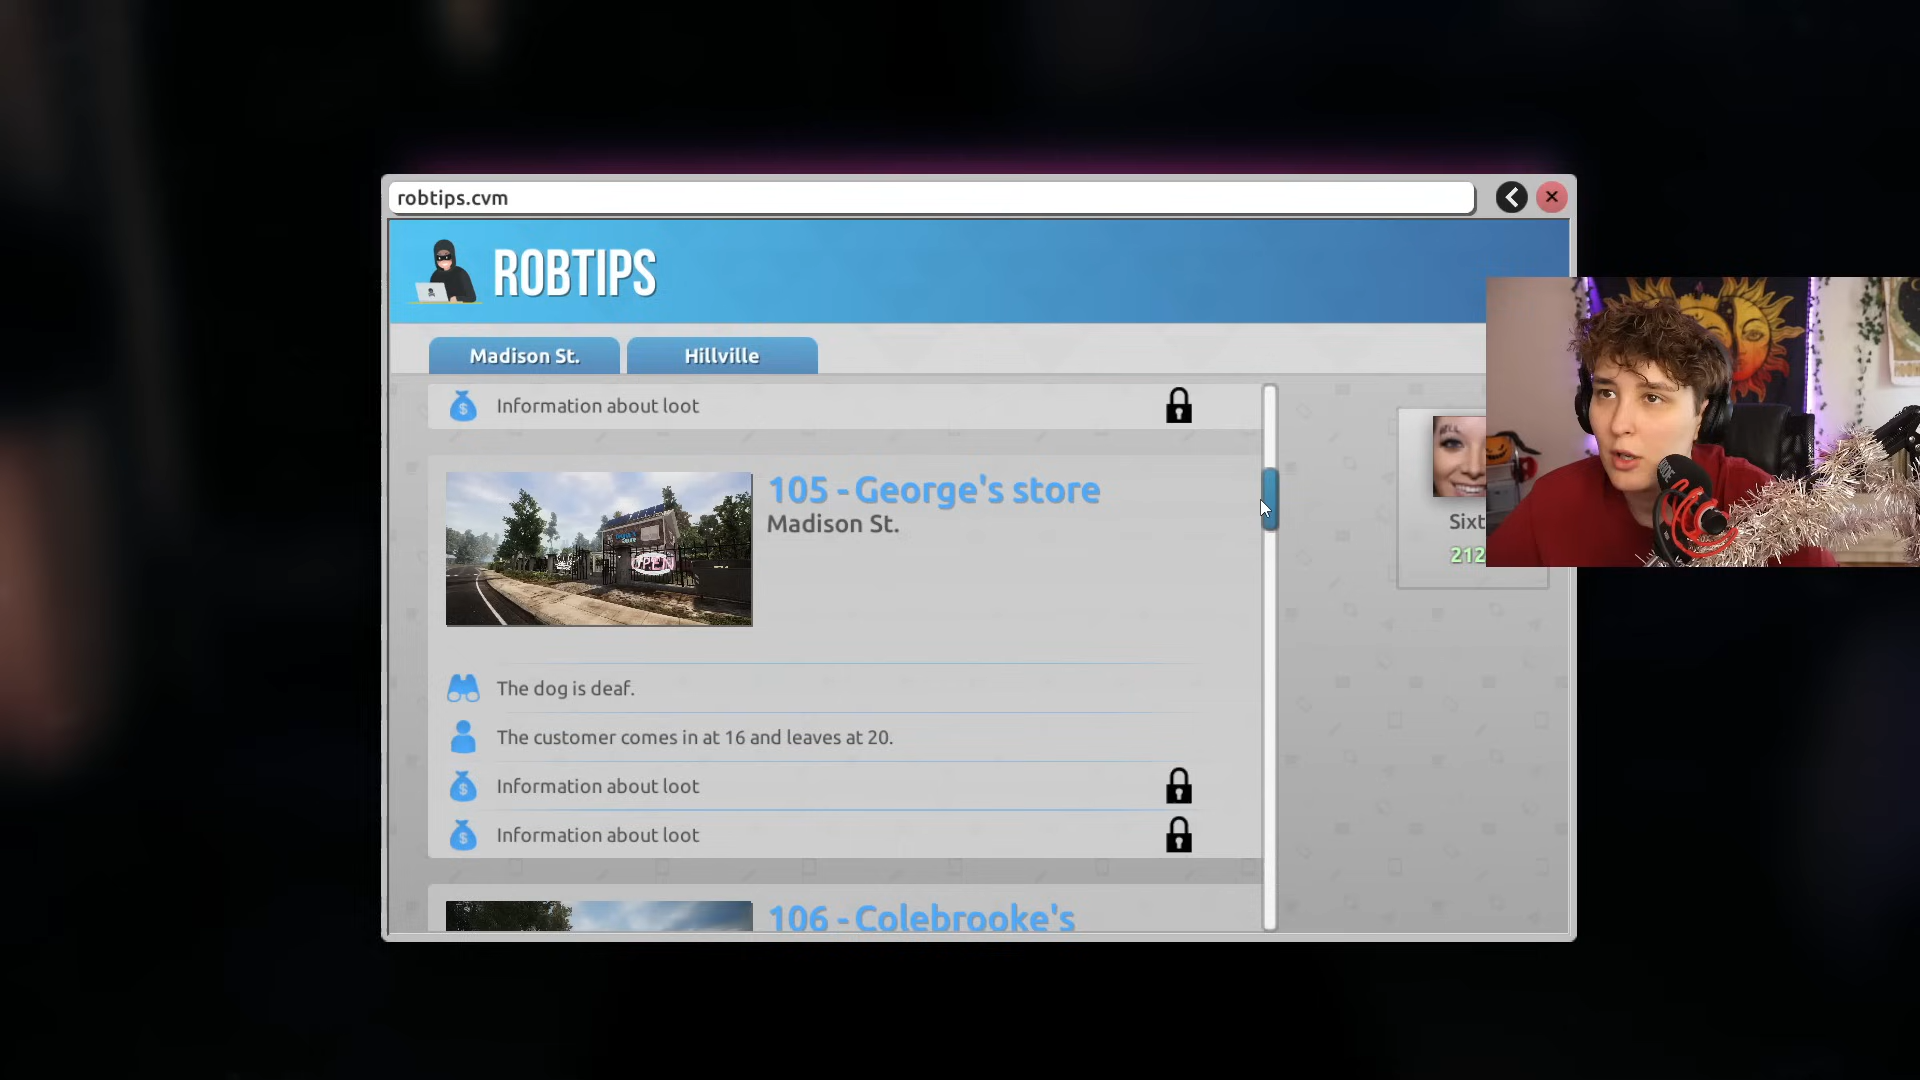 robtips.cvm
ROBTIPS
Madison St.
Hillville
Information about loot
105 - George's store
Madison St.
OPEN
The dog is deaf.
The customer comes in at 16 and leaves at 20.
Information about loot
Information about loot
106 - Colebrooke's
Sixt
212